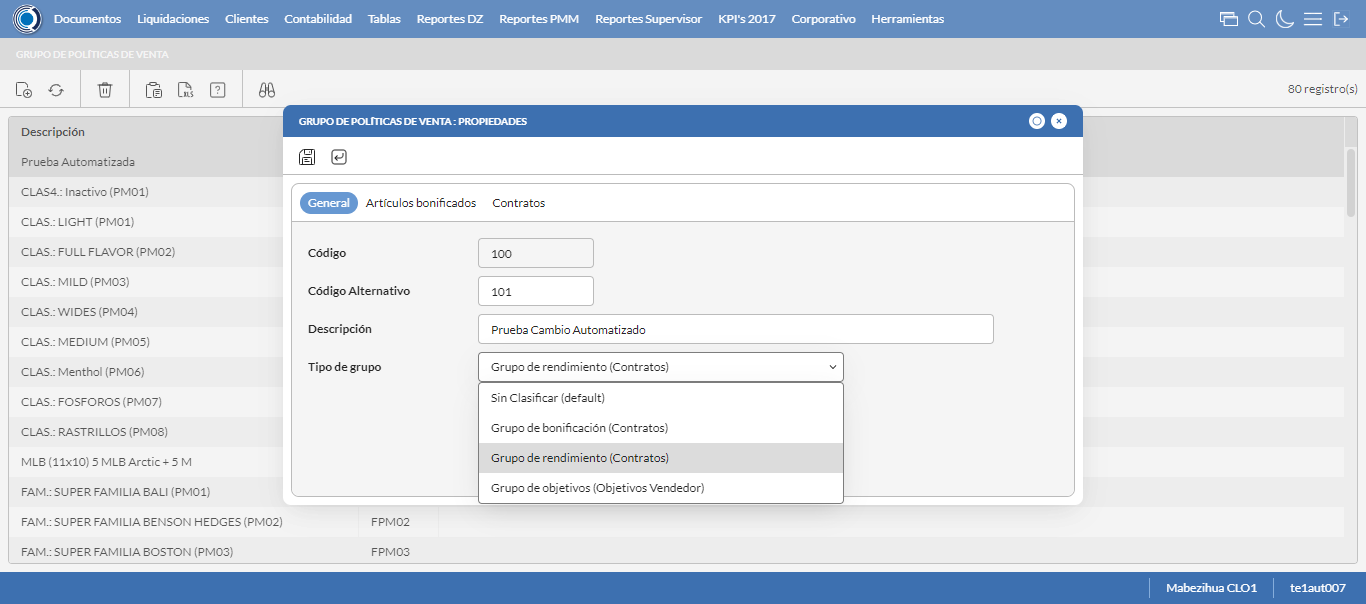 Documentos Liquidaciones Clientes Contabilidad Tablas Reportes DZ Reportes PMM Reportes Supervisor KPI's 2017 Corporativo Herramientas
GRUPO DE POLÍTICAS DE VENTA
XLS ? 80 registro(s)
GRUPO DE POLÍTICAS DE VENTA : PROPIEDADES
General Artículos bonificados Contratos
Código 100
Código Alternativo 101
Descripción Prueba Cambio Automatizado
Tipo de grupo Grupo de rendimiento (Contratos)
Sin Clasificar (default)
Grupo de bonificación (Contratos)
Grupo de rendimiento (Contratos)
Grupo de objetivos (Objetivos Vendedor)
Descripción
Prueba Automatizada
CLAS4.: Inactivo (PM01)
CLAS.: LIGHT (PM01)
CLAS.: FULL FLAVOR (PM02)
CLAS.: MILD (PM03)
CLAS.: WIDES (PM04)
CLAS.: MEDIUM (PM05)
CLAS.: Menthol (PM06)
CLAS.: FOSFOROS (PM07)
CLAS.: RASTRILLOS (PM08)
MLB (11x10) 5 MLB Arctic + 5 M
FAM.: SUPER FAMILIA BALI (PM01)
FAM.: SUPER FAMILIA BENSON HEDGES (PM02) FPM02
FAM.: SUPER FAMILIA BOSTON (PM03) FPM03
Mabezihua CLO1 te1aut007